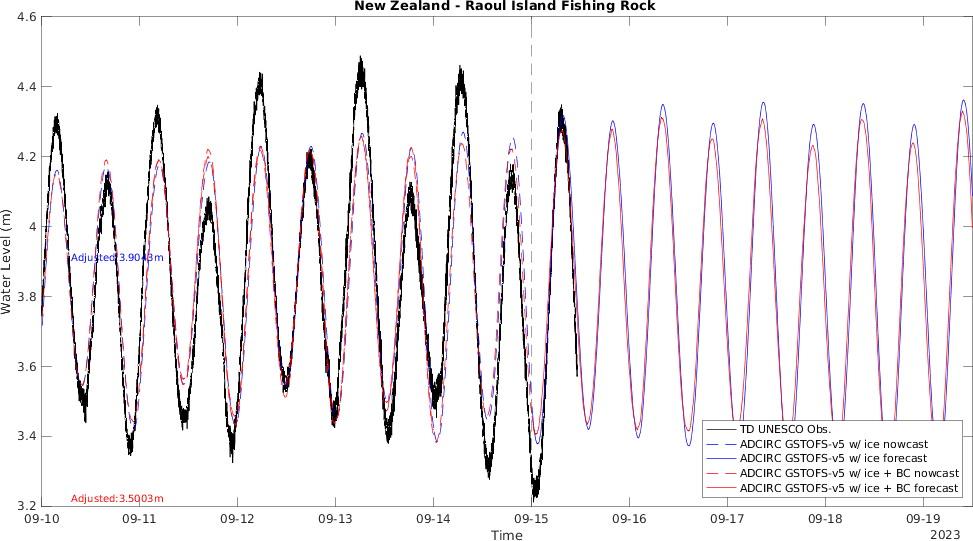 New Zealand - Raoul Island Fishing Rock
4.6
4.4
4.2
4
3.8
3.6
3.4
3.2
Water Level (m)
Adjusted:3.9043m
Adjusted:3.5003m
TD UNESCO Obs.
ADCIRC GSTOFS-v5 w/ ice nowcast
ADCIRC GSTOFS-v5 w/ ice forecast
ADCIRC GSTOFS-v5 w/ ice + BC nowcast
ADCIRC GSTOFS-v5 w/ ice + BC forecast
09-10 09-11 09-12 09-13 09-14 09-15 09-16 09-17 09-18 09-19
Time
2023